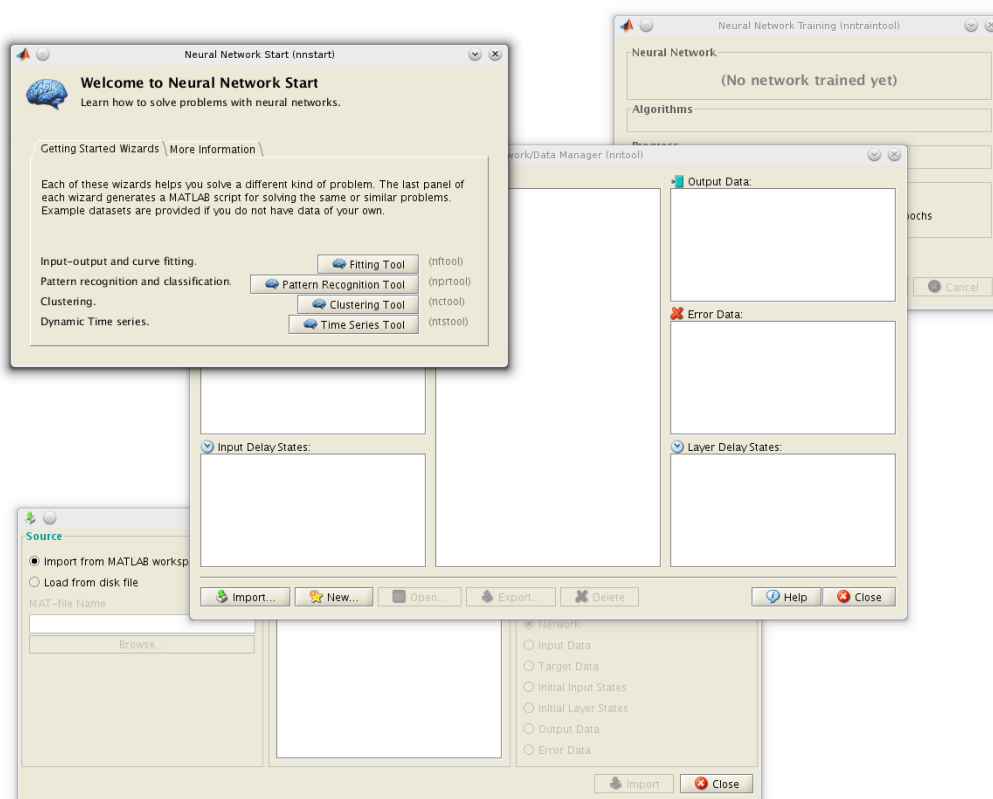 Neural Network Start (nnstart)
Welcome to Neural Network Start
Learn how to solve problems with neural networks.
Getting Started Wizards
More Information
Each of these wizards helps you solve a different kind of problem. The last panel of
each wizard generates a MATLAB script for solving the same or similar problems.
Example datasets are provided if you do not have data of your own.
Input-output and curve fitting.
Fitting Tool
(nftool)
Pattern recognition and classification.
Pattern Recognition Tool
(nprtool)
Clustering.
Clustering Tool
(nctool)
Dynamic Time series.
Time Series Tool
(ntstool)
Neural Network Training (nntraintool)
Neural Network
(No network trained yet)
Algorithms
Progress
Cancel
/Data Manager (nntool)
Output Data:
Error Data:
Input Delay States:
Layer Delay States:
Import...
New...
Open...
Export...
Delete
Help
Close
Source
Import from MATLAB worksp
Load from disk file
MAT-file Name
Browse...
Network
Input Data
Target Data
Initial Input States
Initial Layer States
Output Data
Error Data
Import
Close